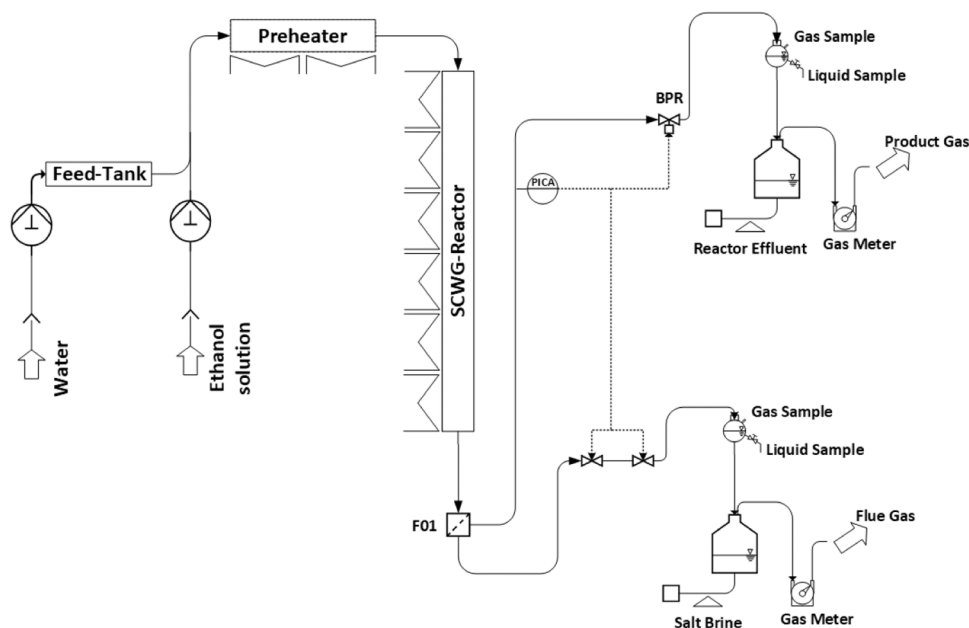 Preheater
Feed-Tank
Water
Ethanol
solution
SCWG-Reactor
F01
PICA
BPR
Gas Sample
Liquid Sample
Product Gas
Reactor Effluent
Gas Meter
Gas Sample
Liquid Sample
Flue Gas
Salt Brine
Gas Meter